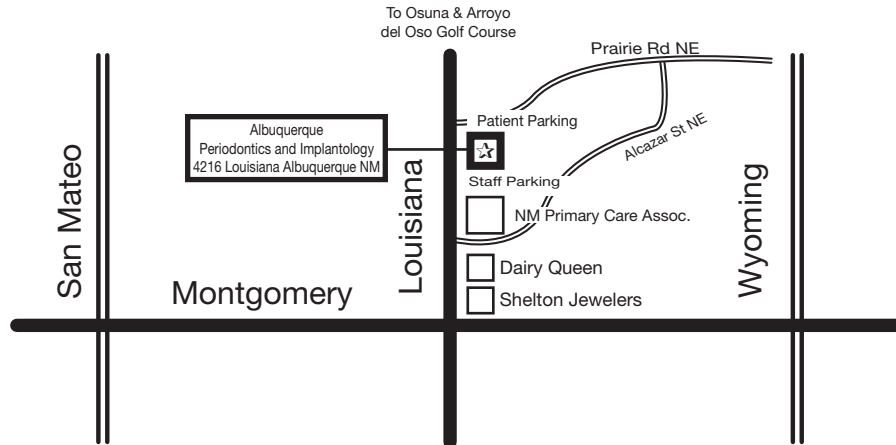 To Osuna & Arroyo
del Oso Golf Course
Prairie Rd NE
Patient Parking
Albuquerque
Periodontics and Implantology
4216 Louisiana Albuquerque NM
Alcazar St NE
Staff Parking
NM Primary Care Assoc.
San Mateo
Louisiana
Wyoming
Dairy Queen
Montgomery
Shelton Jewelers